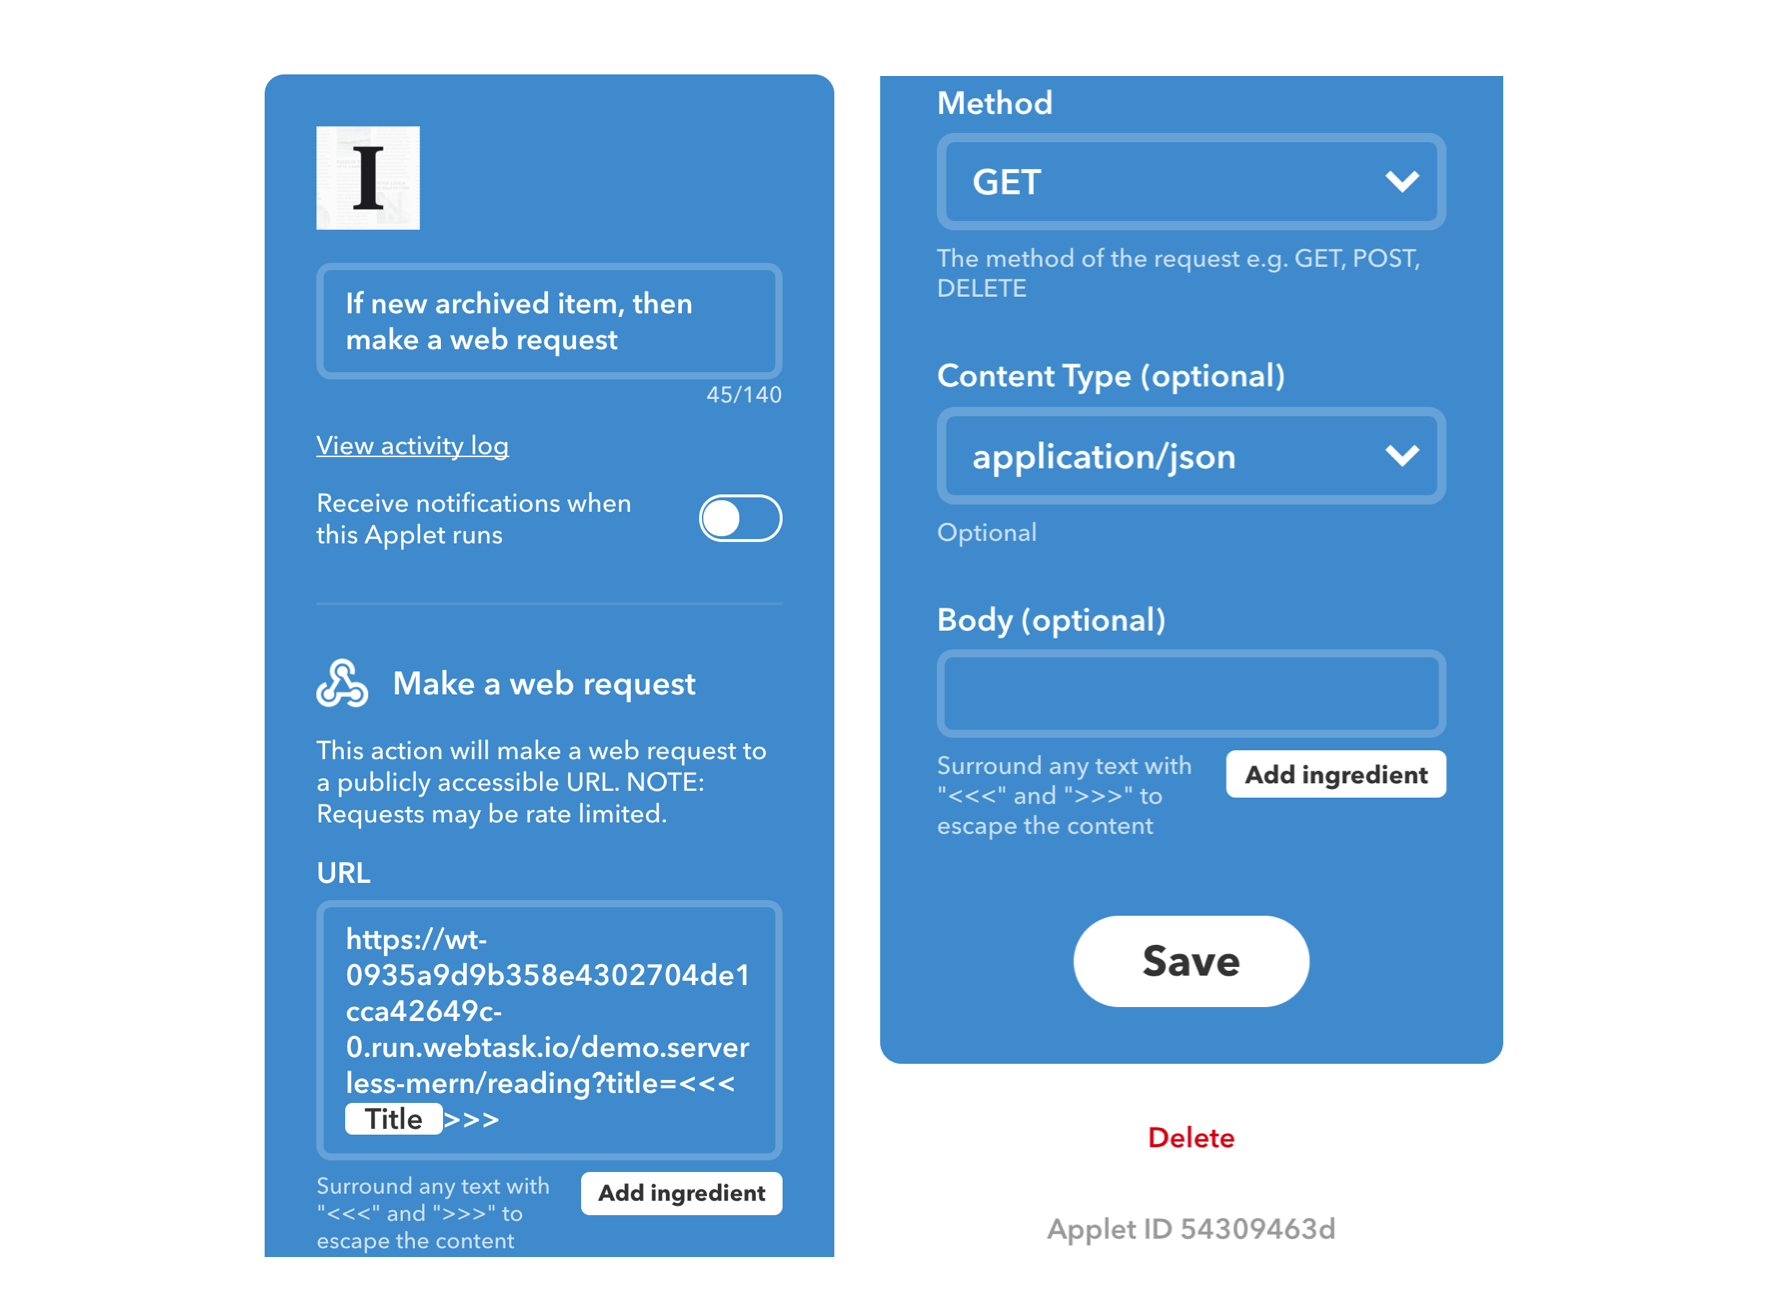 I
If new archived item, then
make a web request
45/140
View activity log
Receive notifications when
this Applet runs
Make a web request
This action will make a web request to
a publicly accessible URL. NOTE:
Requests may be rate limited.
URL
https://wt-
0935a9d9b358e4302704de1
cca42649c-
0.run.webtask.io/demo.server
less-mern/reading?title=<<<
Title >>>
Surround any text with
"<<<" and ">>>" to
escape the content
Add ingredient
Method
GET
The method of the request e.g. GET, POST,
DELETE
Content Type (optional)
application/json
Optional
Body (optional)
Surround any text with
"<<<" and ">>>" to
escape the content
Add ingredient
Save
Delete
Applet ID 54309463d